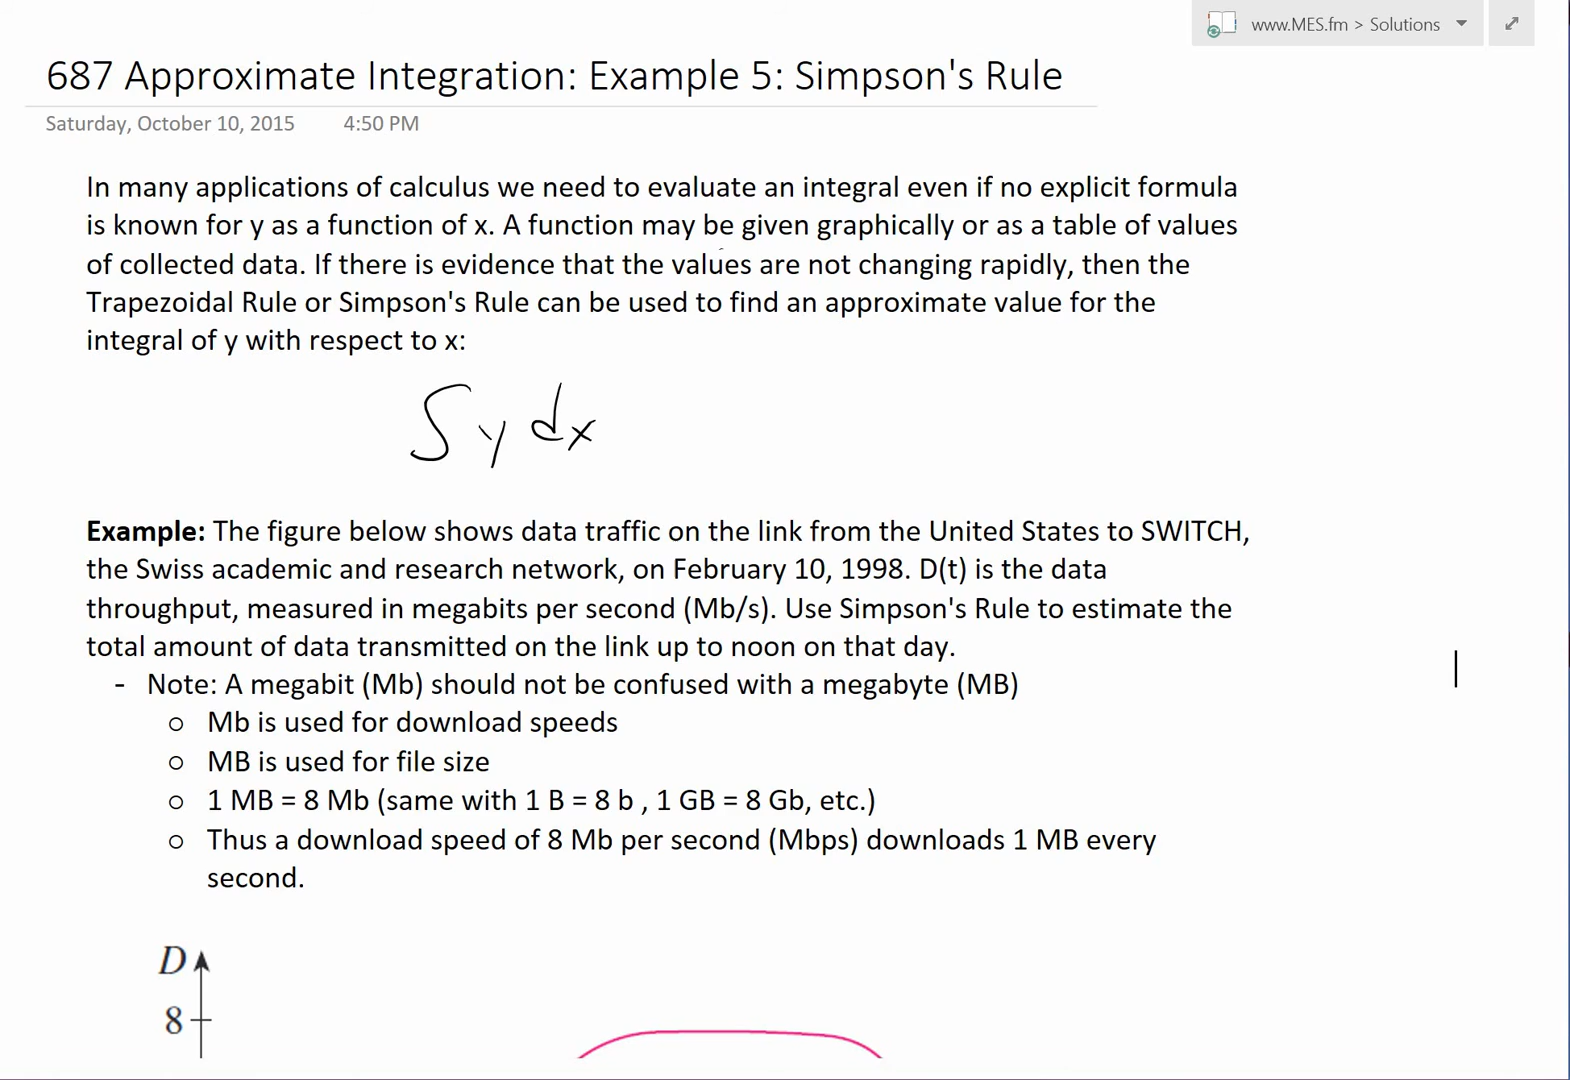 www.MES.fm > Solutions
687 Approximate Integration: Example 5: Simpson's Rule
Saturday, October 10, 2015 4:50 PM
In many applications of calculus we need to evaluate an integral even if no explicit formula
is known for y as a function of x. A function may be given graphically or as a table of values
of collected data. If there is evidence that the values are not changing rapidly, then the
Trapezoidal Rule or Simpson's Rule can be used to find an approximate value for the
integral of y with respect to x:
∫ y dx
Example: The figure below shows data traffic on the link from the United States to SWITCH,
the Swiss academic and research network, on February 10, 1998. D(t) is the data
throughput, measured in megabits per second (Mb/s). Use Simpson's Rule to estimate the
total amount of data transmitted on the link up to noon on that day.
- Note: A megabit (Mb) should not be confused with a megabyte (MB)
○ Mb is used for download speeds
○ MB is used for file size
○ 1 MB = 8 Mb (same with 1 B = 8 b , 1 GB = 8 Gb, etc.)
○ Thus a download speed of 8 Mb per second (Mbps) downloads 1 MB every
second.
D
8